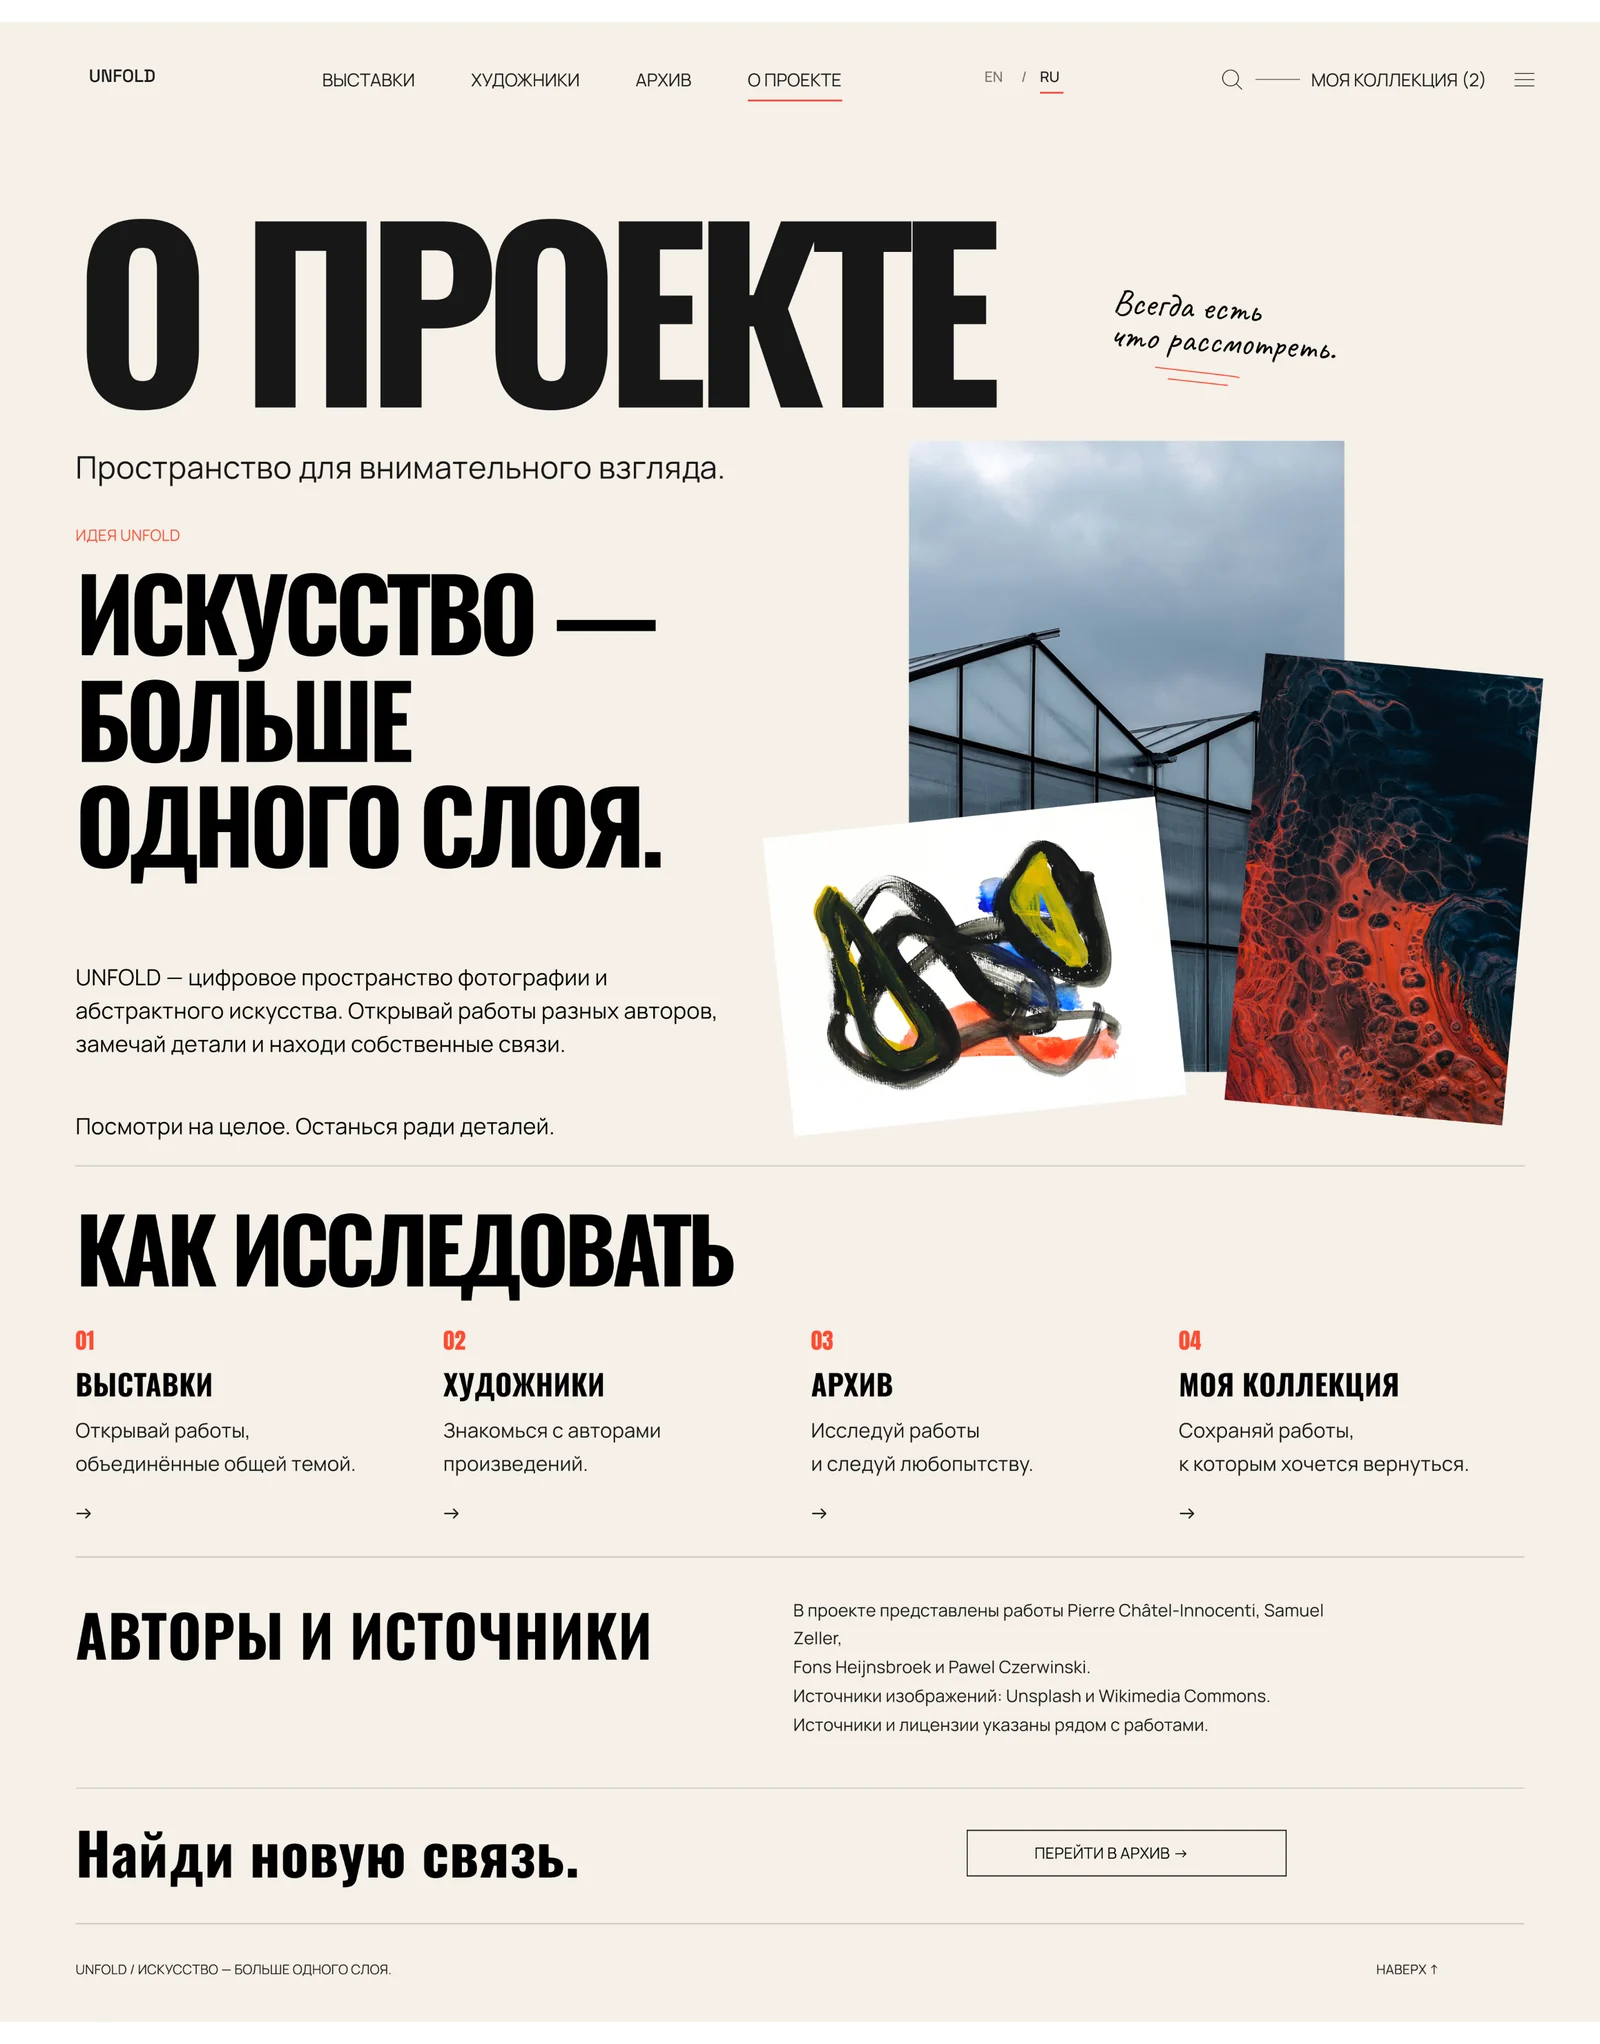 UNFOLD
ВЫСТАВКИ
ХУДОЖНИКИ
АРХИВ
О ПРОЕКТЕ
EN / RU
МОЯ КОЛЛЕКЦИЯ (2)
О ПРОЕКТЕ
Всегда есть
что рассмотреть.
Пространство для внимательного взгляда.
ИДЕЯ UNFOLD
ИСКУССТВО —
БОЛЬШЕ
ОДНОГО СЛОЯ.
UNFOLD — цифровое пространство фотографии и
абстрактного искусства. Открывай работы разных авторов,
замечай детали и находи собственные связи.
Посмотри на целое. Останься ради деталей.
КАК ИССЛЕДОВАТЬ
01
ВЫСТАВКИ
Открывай работы,
объединённые общей темой.
→
02
ХУДОЖНИКИ
Знакомься с авторами
произведений.
→
03
АРХИВ
Исследуй работы
и следуй любопытству.
→
04
МОЯ КОЛЛЕКЦИЯ
Сохраняй работы,
к которым хочется вернуться.
→
АВТОРЫ И ИСТОЧНИКИ
В проекте представлены работы Pierre Châtel-Innocenti, Samuel
Zeller,
Fons Heijnsbroek и Pawel Czerwinski.
Источники изображений: Unsplash и Wikimedia Commons.
Источники и лицензии указаны рядом с работами.
Найди новую связь.
ПЕРЕЙТИ В АРХИВ →
UNFOLD / ИСКУССТВО — БОЛЬШЕ ОДНОГО СЛОЯ.
НАВЕРХ ↑